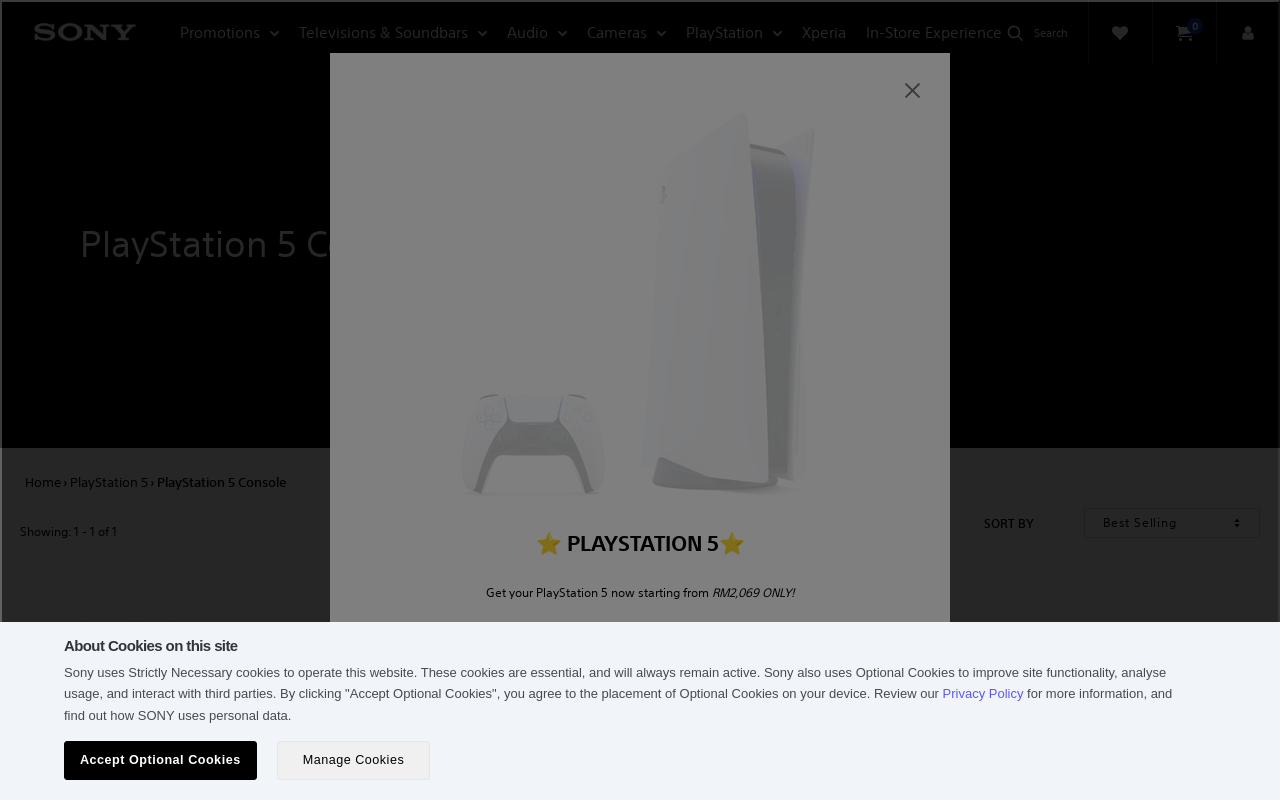 SONY
Promotions
Televisions & Soundbars
Audio
Cameras
PlayStation
Xperia
In-Store Experience
Search
0
PlayStation 5 C
Home › PlayStation 5 › PlayStation 5 Console
Showing: 1 - 1 of 1
SORT BY
Best Selling
⭐ PLAYSTATION 5⭐
Get your PlayStation 5 now starting from RM2,069 ONLY!
About Cookies on this site
Sony uses Strictly Necessary cookies to operate this website. These cookies are essential, and will always remain active. Sony also uses Optional Cookies to improve site functionality, analyse
usage, and interact with third parties. By clicking "Accept Optional Cookies", you agree to the placement of Optional Cookies on your device. Review our Privacy Policy for more information, and
find out how SONY uses personal data.
Accept Optional Cookies
Manage Cookies